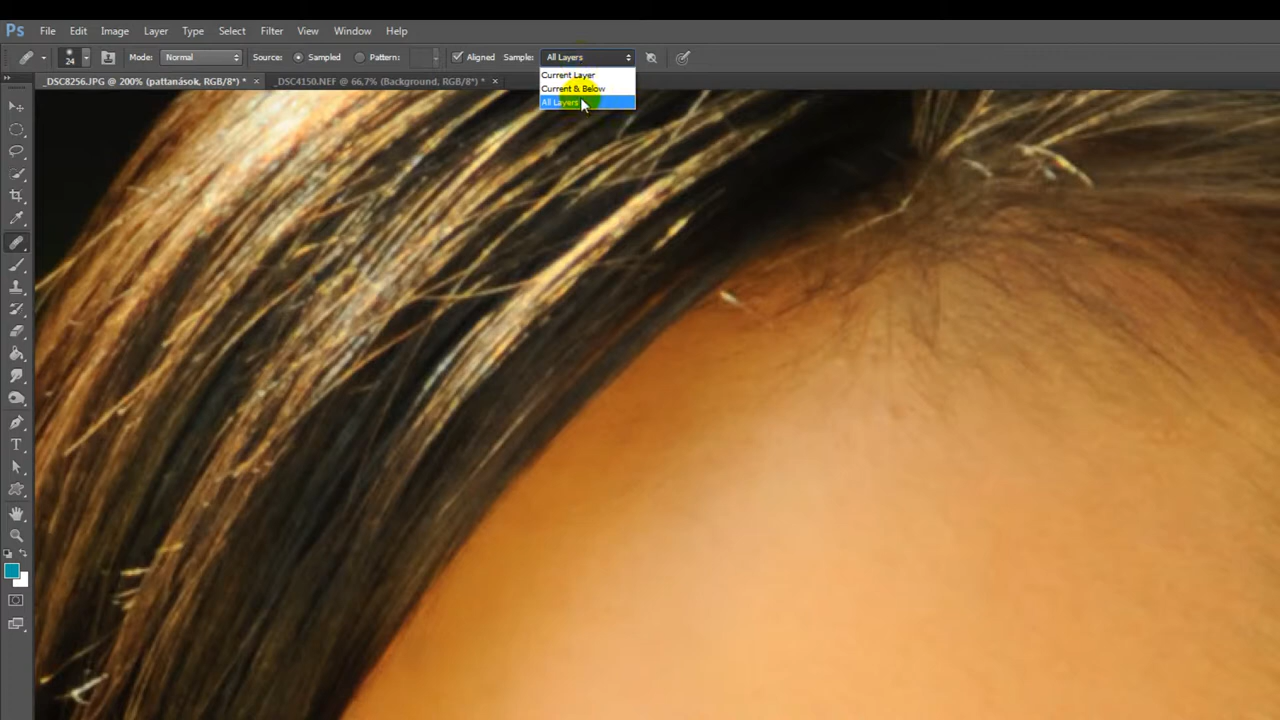 Ps File Edit Image Layer Type Select Filter View Window Help
24 Mode: Normal Source: Sampled Pattern: Aligned Sample: All Layers
_DSC8256.JPG @ 200% (pattanások, RGB/8*) * × _DSC4150.NEF @ 66,7% (Background, RGB/8*) * ×
Current Layer
Current & Below
All Layers
T